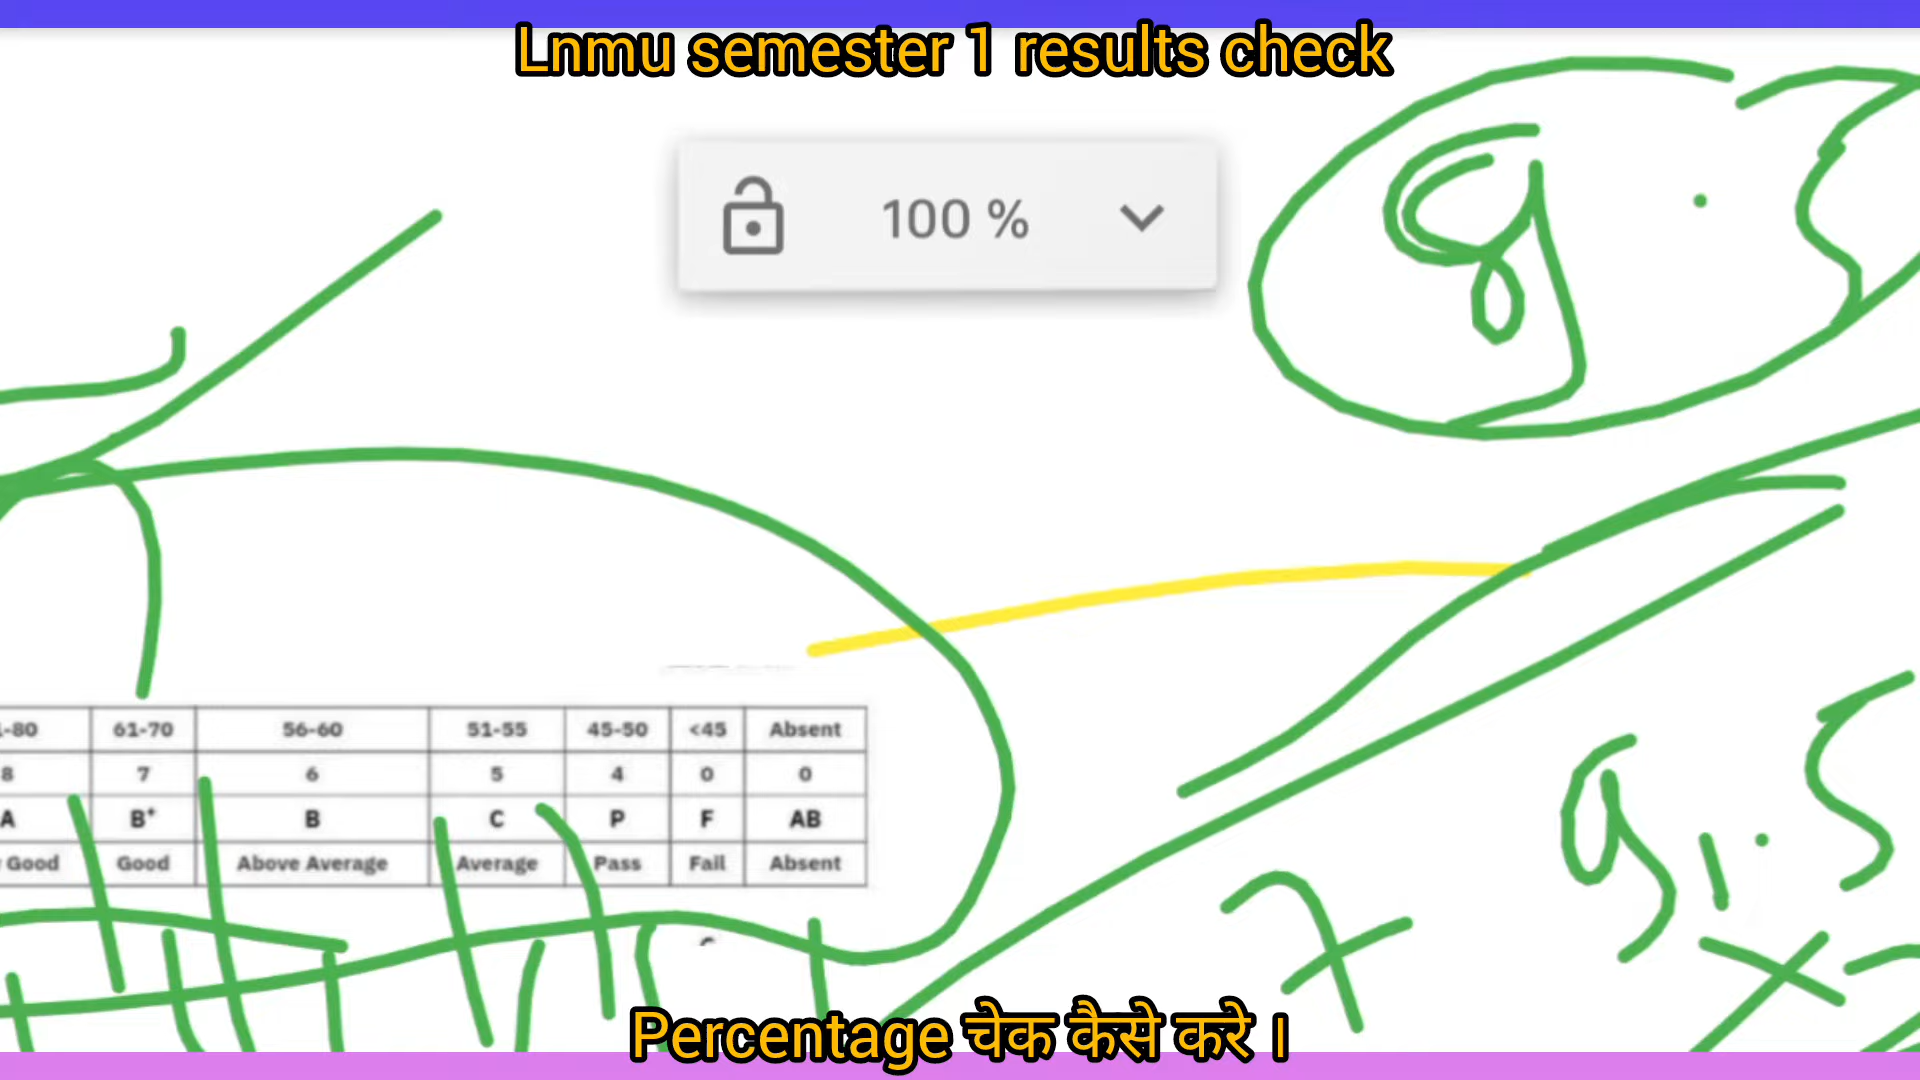 Lnmu semester 1 results check
100 %
9.5
-80 61-70 56-60 51-55 45-50 <45 Absent
8 7 6 5 4 0 0
A B+ B C P F AB
Good Good Above Average Average Pass Fail Absent
9.5
7 ×
Percentage चेक कैसे करे ।